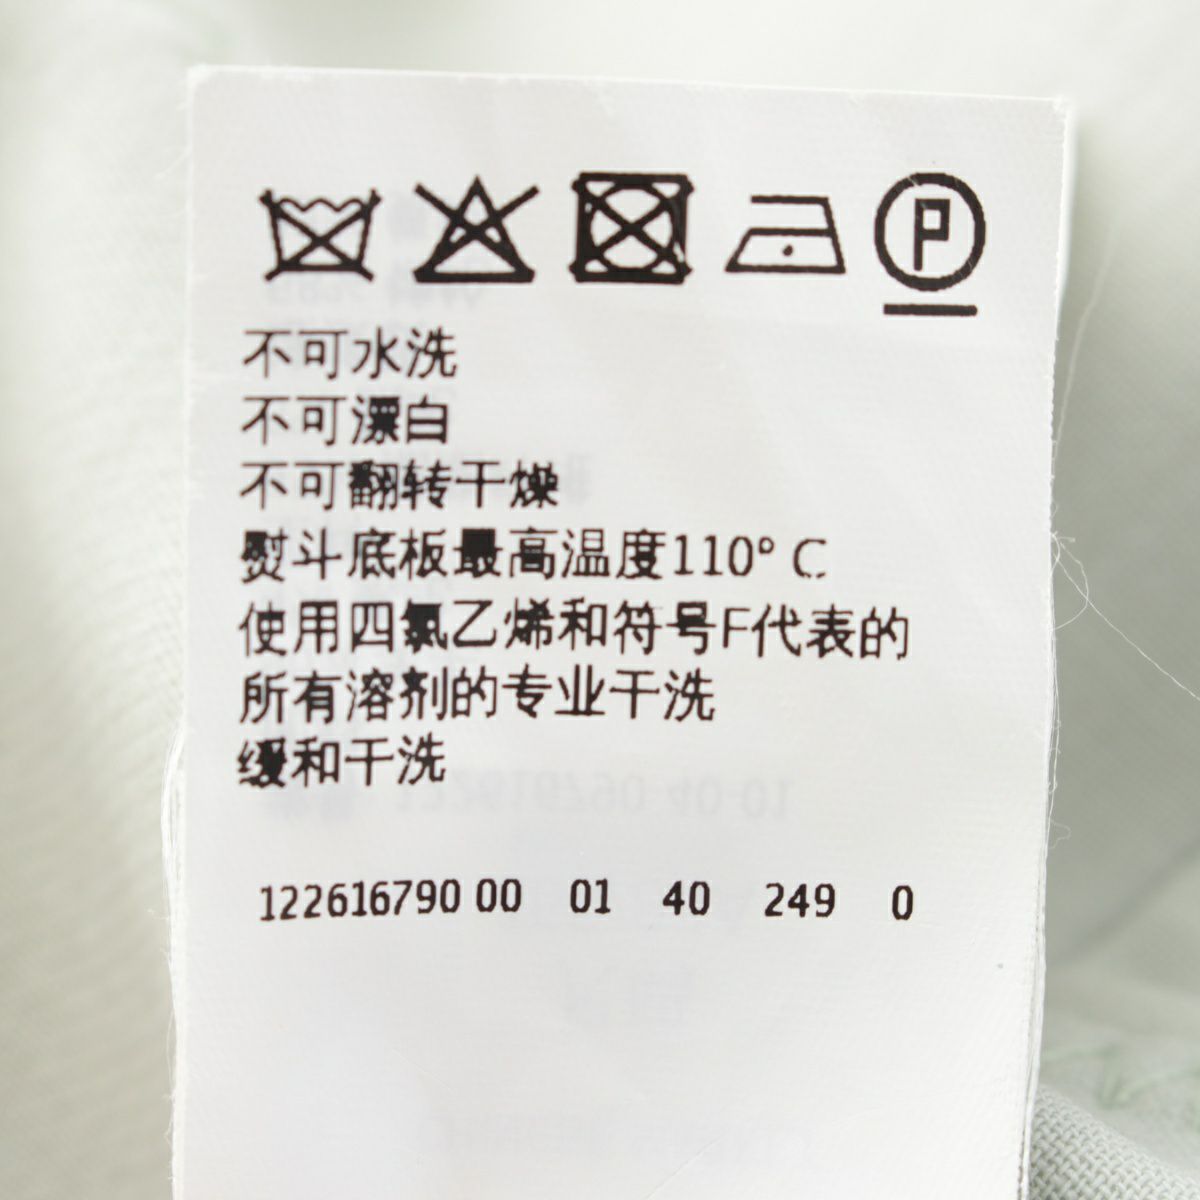 P
不可水洗
不可漂白
不可翻转干燥
熨斗底板最高温度110° C
使用四氯乙烯和符号F代表的
所有溶剂的专业干洗
缓和干洗
122616790 00 01 40 249 0